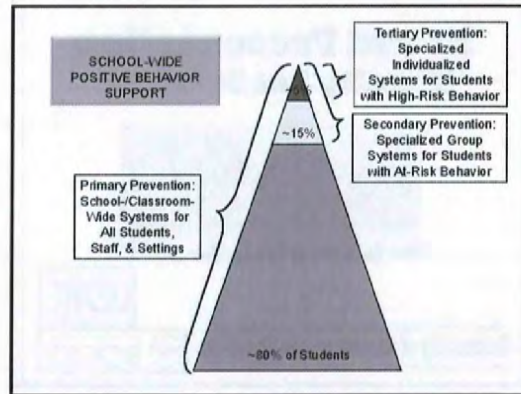 SCHOOL-WIDE
POSITIVE BEHAVIOR
SUPPORT
Tertiary Prevention:
Specialized
Individualized
Systems for Students
with High-Risk Behavior
~15%
Secondary Prevention:
Specialized Group
Systems for Students
with At-Risk Behavior
Primary Prevention:
School-/Classroom-
Wide Systems for
All Students,
Staff, & Settings
~80% of Students